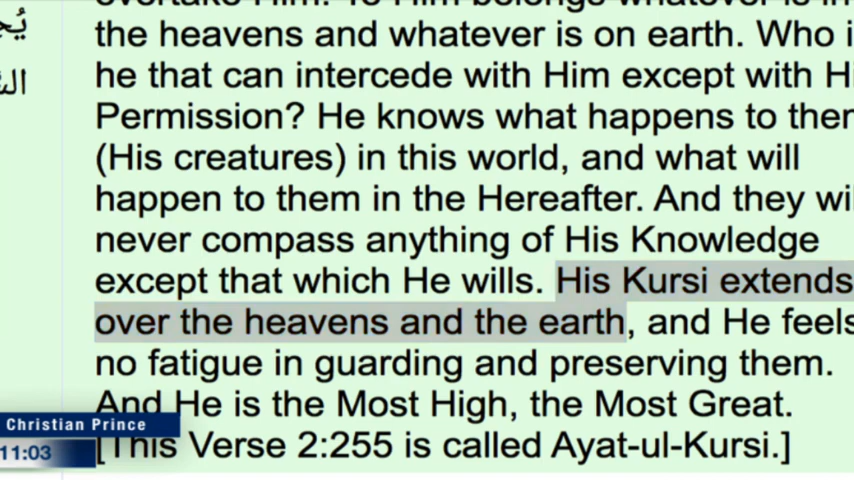 the heavens and whatever is on earth. Who i
he that can intercede with Him except with H
Permission? He knows what happens to ther
(His creatures) in this world, and what will
happen to them in the Hereafter. And they wi
never compass anything of His Knowledge
except that which He wills. His Kursi extends
over the heavens and the earth, and He feels
no fatigue in guarding and preserving them.
And He is the Most High, the Most Great.
[This Verse 2:255 is called Ayat-ul-Kursi.]
Christian Prince
11:03